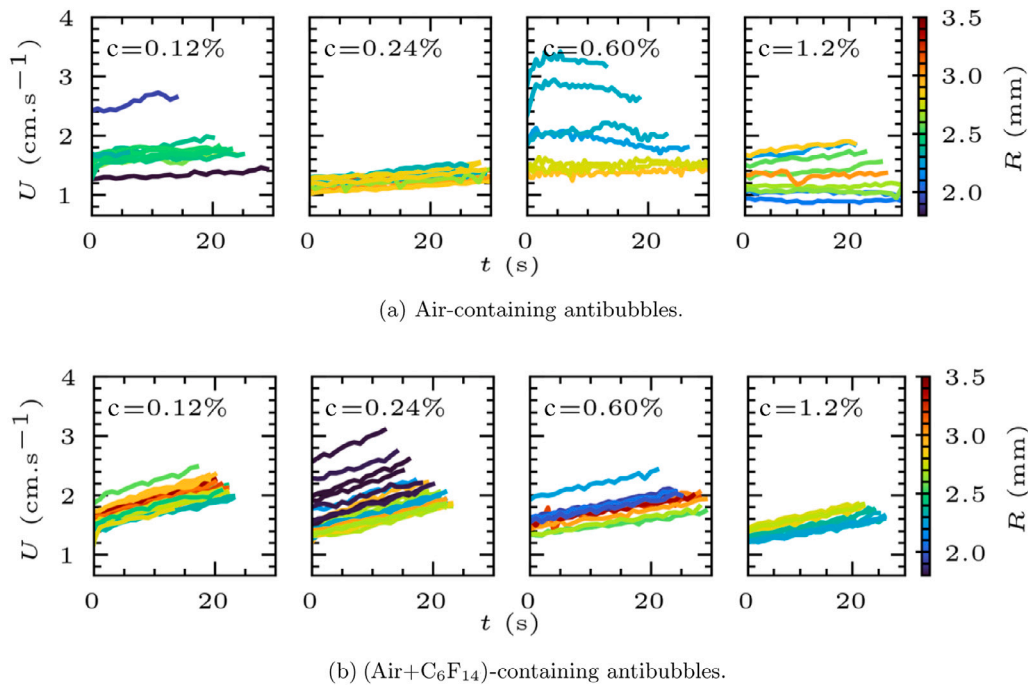 U (cm.s⁻¹)
4
3
2
1
c=0.12%
c=0.24%
c=0.60%
c=1.2%
0 20 0 20 0 20 0 20
t (s)
3.5
3.0
2.5
2.0
R (mm)
(a) Air-containing antibubbles.
U (cm.s⁻¹)
4
3
2
1
c=0.12%
c=0.24%
c=0.60%
c=1.2%
0 20 0 20 0 20 0 20
t (s)
3.5
3.0
2.5
2.0
R (mm)
(b) (Air+C₆F₁₄)-containing antibubbles.